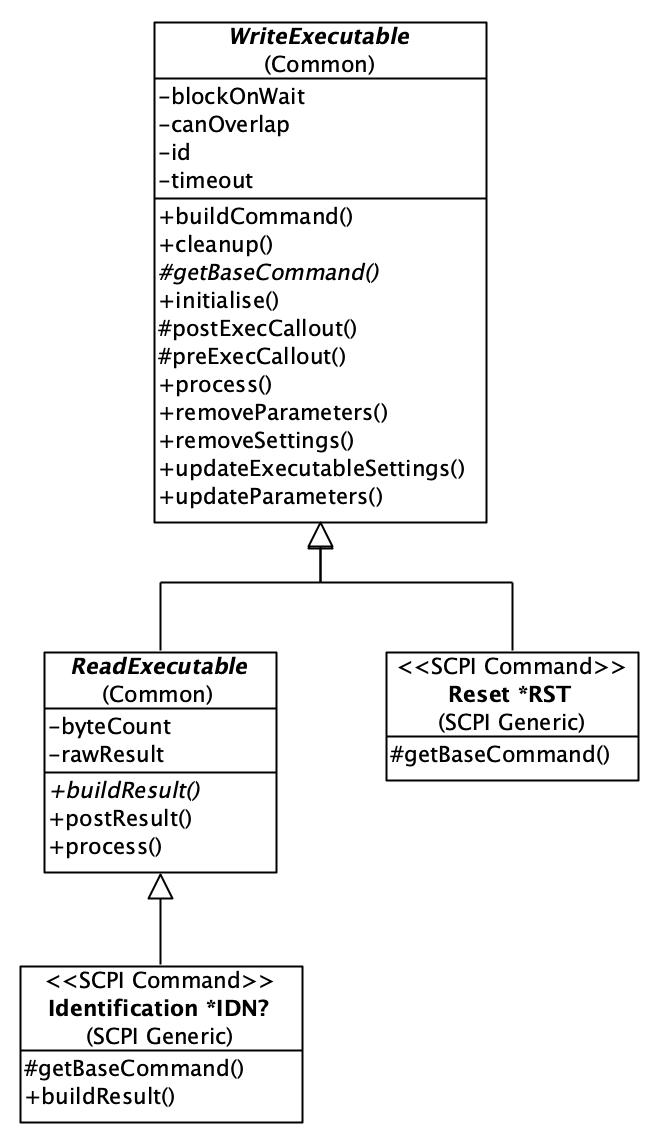 WriteExecutable
(Common)
-blockOnWait
-canOverlap
-id
-timeout
+buildCommand()
+cleanup()
#getBaseCommand()
+initialise()
#postExecCallout()
#preExecCallout()
+process()
+removeParameters()
+removeSettings()
+updateExecutableSettings()
+updateParameters()
ReadExecutable
(Common)
-byteCount
-rawResult
+buildResult()
+postResult()
+process()
<<SCPI Command>>
Reset *RST
(SCPI Generic)
#getBaseCommand()
<<SCPI Command>>
Identification *IDN?
(SCPI Generic)
#getBaseCommand()
+buildResult()